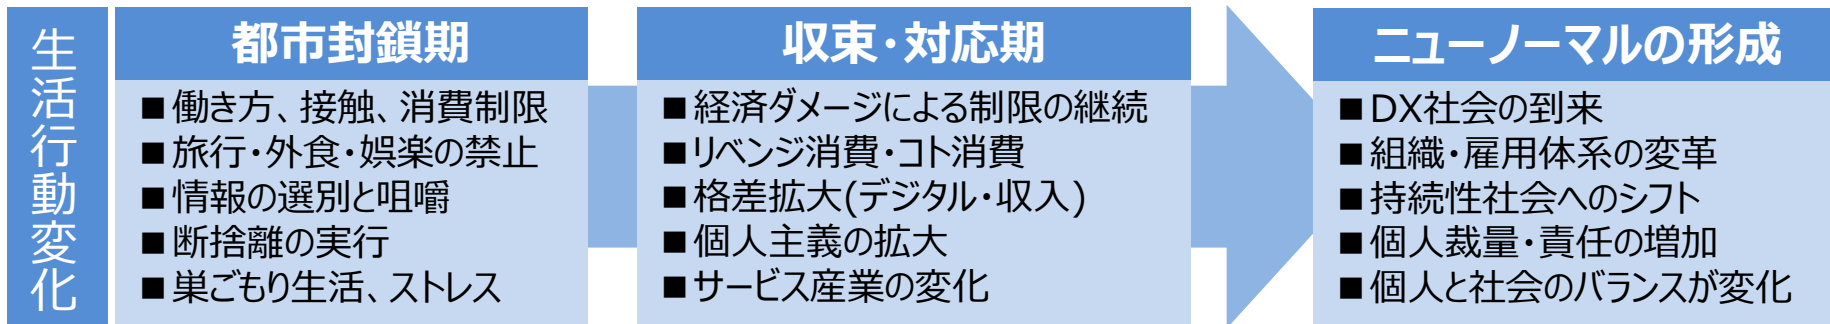 生活行動変化
都市封鎖期
■働き方、接触、消費制限
■旅行・外食・娯楽の禁止
■情報の選別と咀嚼
■断捨離の実行
■巣ごもり生活、ストレス
収束・対応期
■経済ダメージによる制限の継続
■リベンジ消費・コト消費
■格差拡大(デジタル・収入)
■個人主義の拡大
■サービス産業の変化
ニューノーマルの形成
■DX社会の到来
■組織・雇用体系の変革
■持続性社会へのシフト
■個人裁量・責任の増加
■個人と社会のバランスが変化